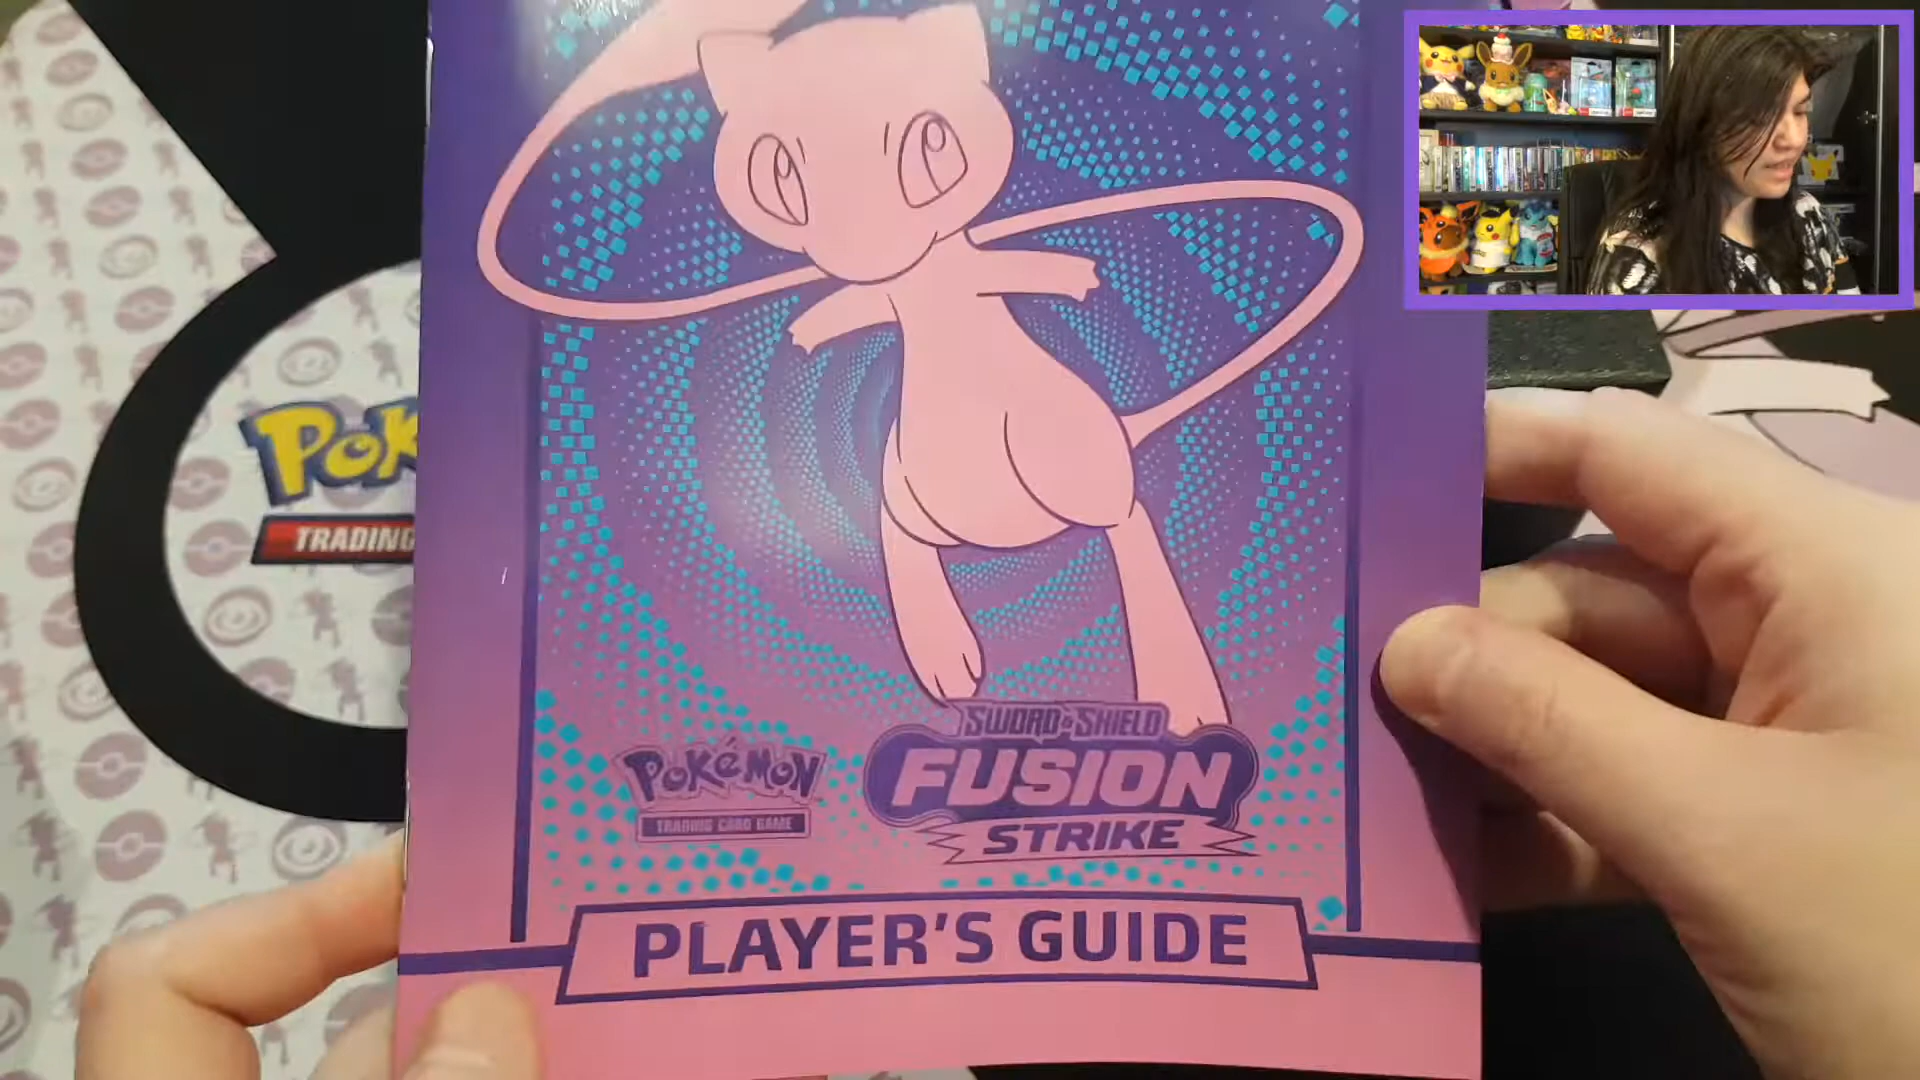 POK
TRADING
SWORD & SHIELD
FUSION
STRIKE
POKéMON
TRADING CARD GAME
PLAYER'S GUIDE